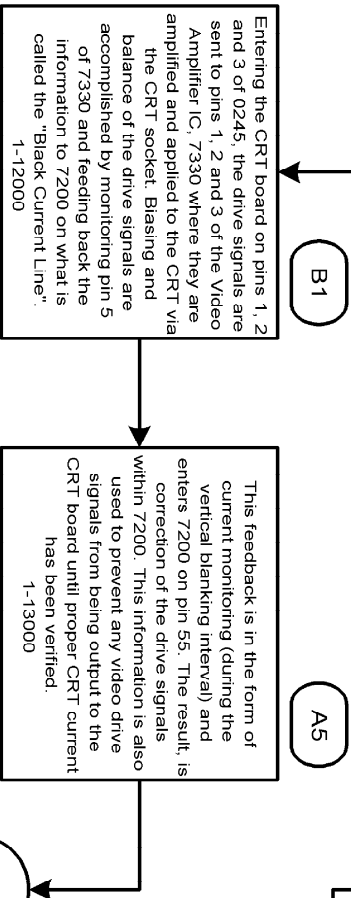 Entering the CRT board on pins 1, 2
and 3 of 0245, the drive signals are
sent to pins 1, 2 and 3 of the Video
Amplifier IC, 7330 where they are
amplified and applied to the CRT via
the CRT socket. Biasing and
balance of the drive signals are
accomplished by monitoring pin 5
of 7330 and feeding back the
information to 7200 on what is
called the "Black Current Line".
1-12000
B1
This feedback is in the form of
current monitoring (during the
vertical blanking interval) and
enters 7200 on pin 55. The result, is
correction of the drive signals
within 7200. This information is also
used to prevent any video drive
signals from being output to the
CRT board until proper CRT current
has been verified.
1-13000
A5